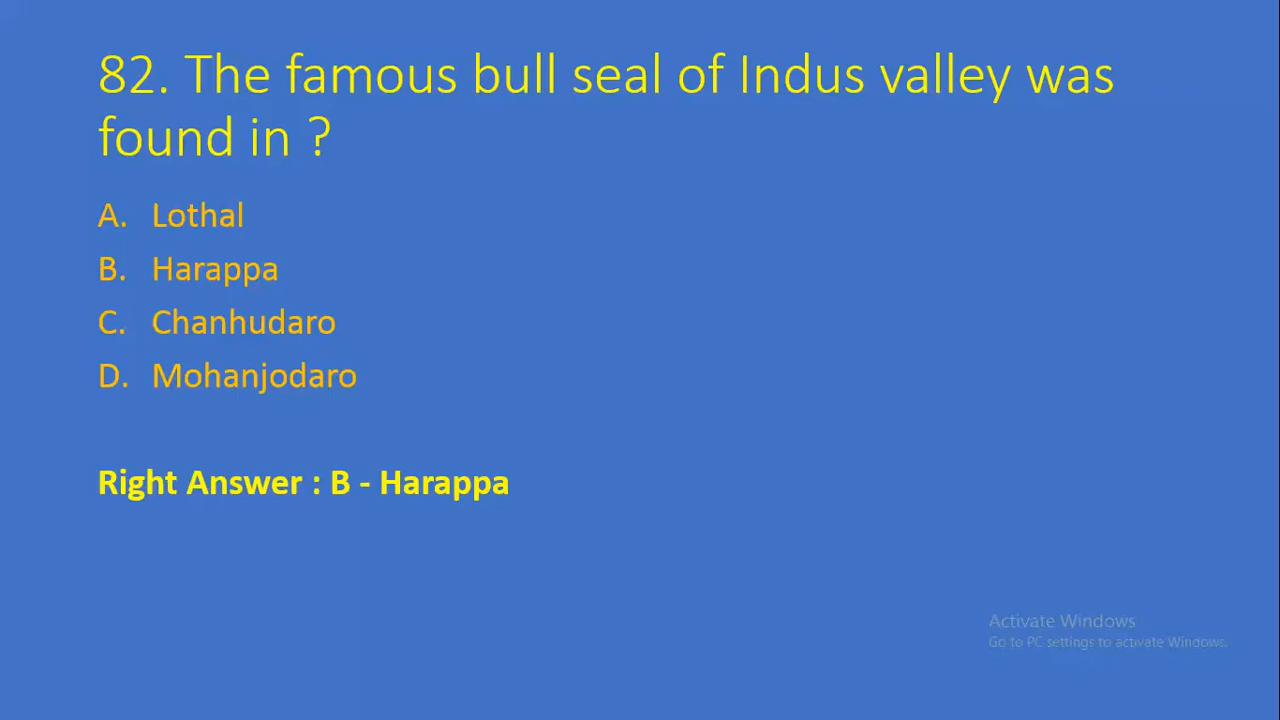 82. The famous bull seal of Indus valley was
found in ?
A. Lothal
B. Harappa
C. Chanhudaro
D. Mohanjodaro
Right Answer : B - Harappa
Activate Windows
Go to PC settings to activate Windows.